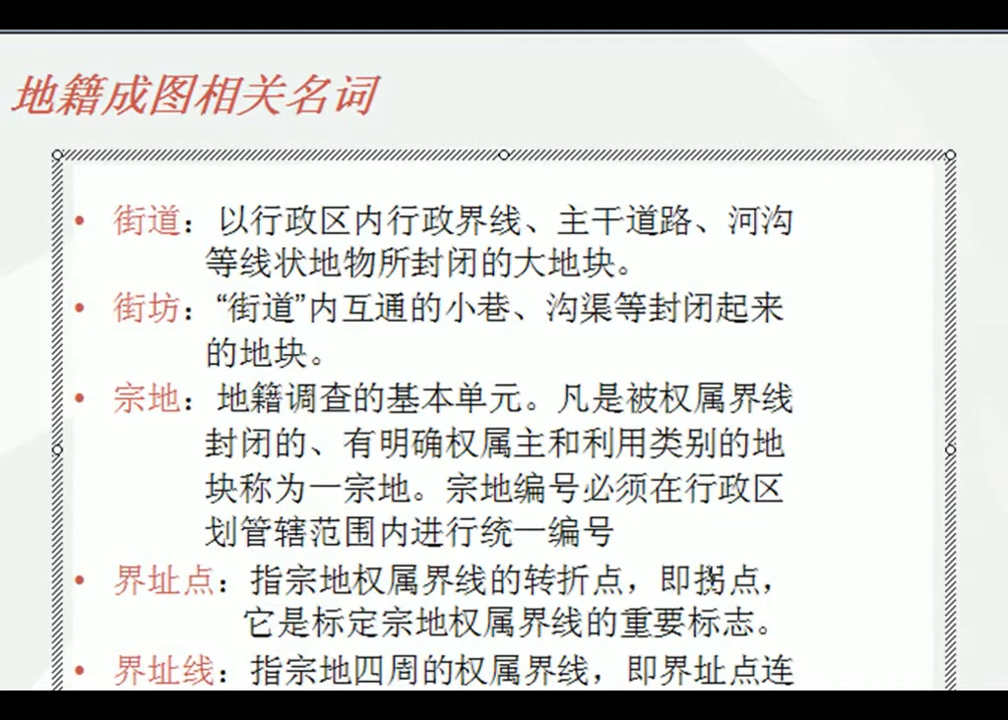 地籍成图相关名词
• 街道：以行政区内行政界线、主干道路、河沟
等线状地物所封闭的大地块。
• 街坊：“街道”内互通的小巷、沟渠等封闭起来
的地块。
• 宗地：地籍调查的基本单元。凡是被权属界线
封闭的、有明确权属主和利用类别的地
块称为一宗地。宗地编号必须在行政区
划管辖范围内进行统一编号
• 界址点：指宗地权属界线的转折点，即拐点，
它是标定宗地权属界线的重要标志。
• 界址线：指宗地四周的权属界线，即界址点连